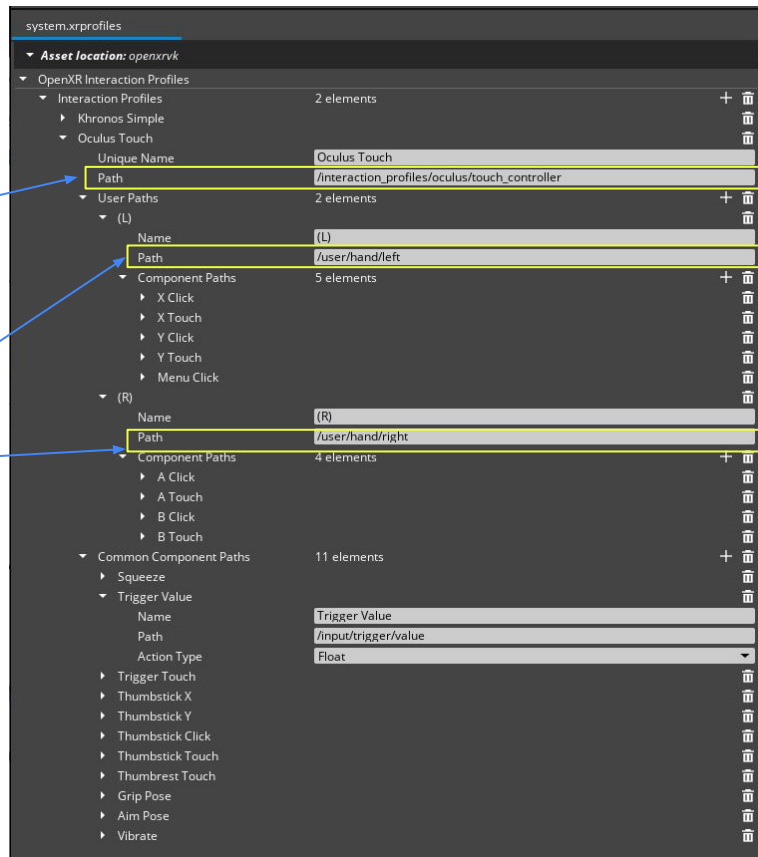 system.xrprofiles
Asset location: openxrvk
OpenXR Interaction Profiles
Interaction Profiles 2 elements
Khronos Simple
Oculus Touch
Unique Name Oculus Touch
Path /interaction_profiles/oculus/touch_controller
User Paths 2 elements
(L)
Name (L)
Path /user/hand/left
Component Paths 5 elements
X Click
X Touch
Y Click
Y Touch
Menu Click
(R)
Name (R)
Path /user/hand/right
Component Paths 4 elements
A Click
A Touch
B Click
B Touch
Common Component Paths 11 elements
Squeeze
Trigger Value
Name Trigger Value
Path /input/trigger/value
Action Type Float
Trigger Touch
Thumbstick X
Thumbstick Y
Thumbstick Click
Thumbstick Touch
Thumbrest Touch
Grip Pose
Aim Pose
Vibrate